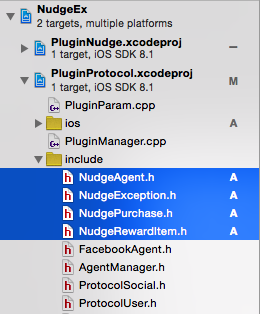 NudgeEx
2 targets, multiple platforms
PluginNudge.xcodeproj
1 target, iOS SDK 8.1
–
PluginProtocol.xcodeproj
1 target, iOS SDK 8.1
M
PluginParam.cpp
ios
A
PluginManager.cpp
include
NudgeAgent.h
A
NudgeException.h
A
NudgePurchase.h
A
NudgeRewardItem.h
A
FacebookAgent.h
AgentManager.h
ProtocolSocial.h
ProtocolUser.h